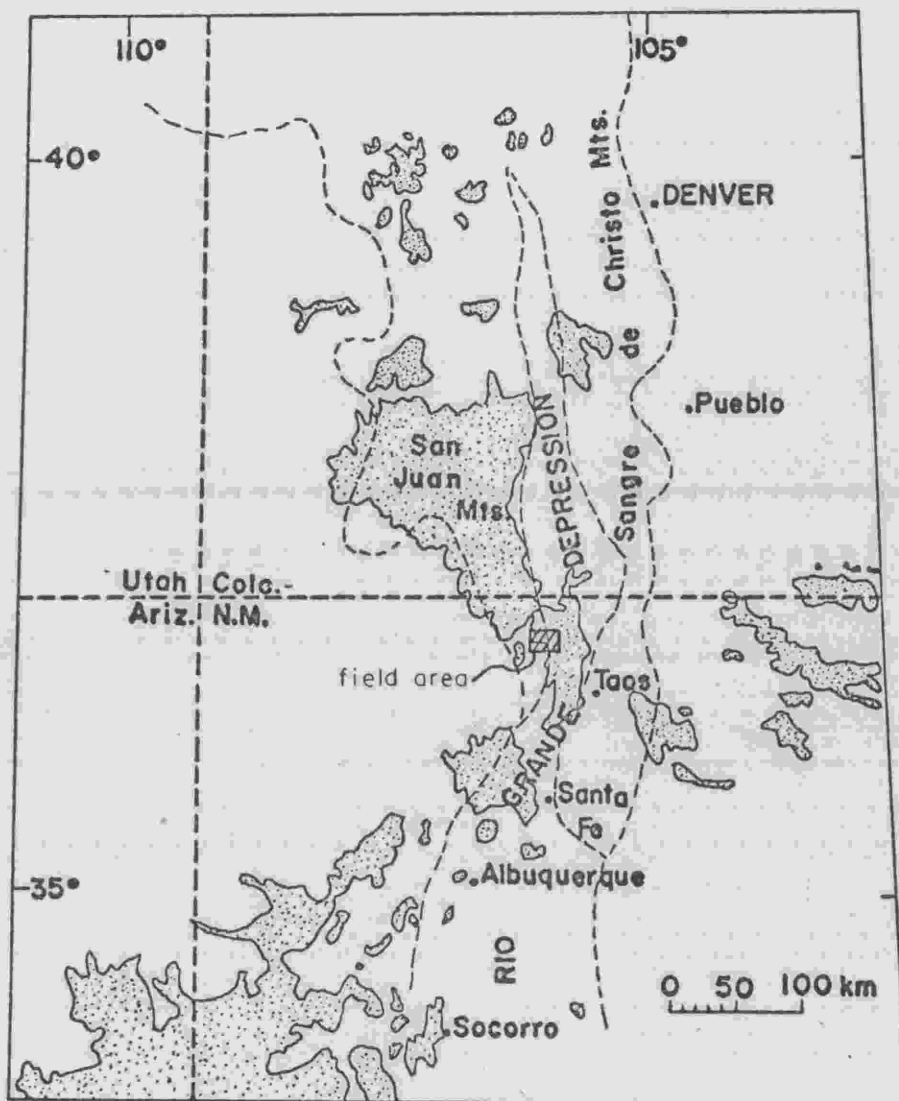 110°
105°
40°
Sangre de Christo Mts.
DENVER
Pueblo
San
Juan
Mts.
RIO GRANDE DEPRESSION
Utah Colo.
Ariz. N.M.
field area
Taos
Santa
Fe
35°
Albuquerque
0 50 100 km
Socorro